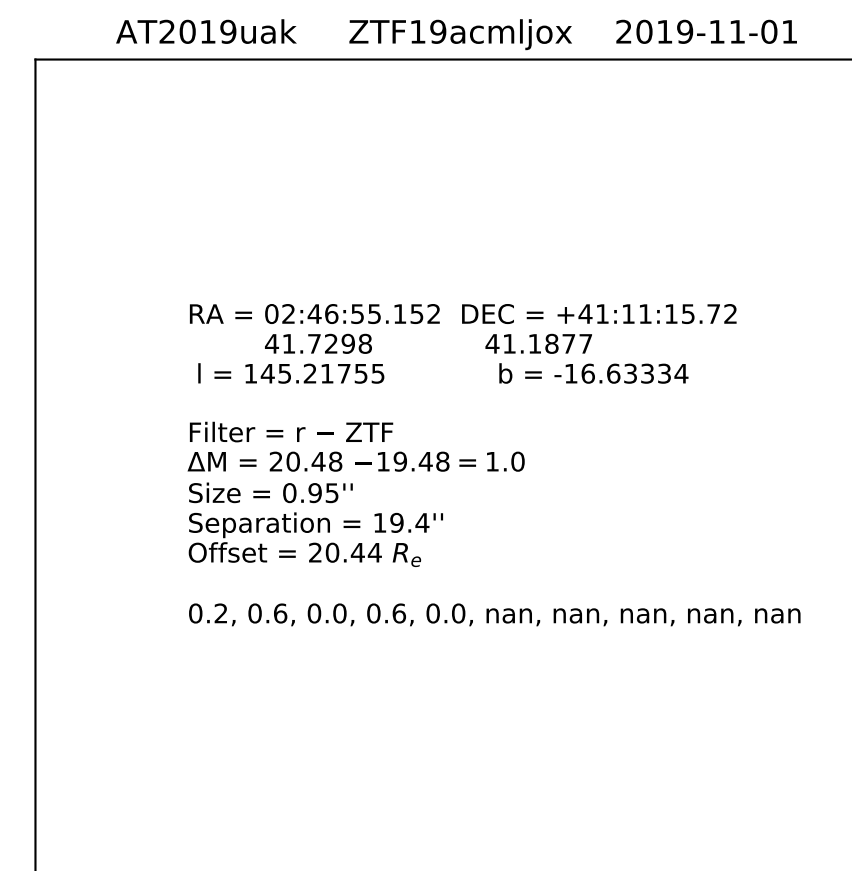 AT2019uak ZTF19acmljox 2019-11-01
RA = 02:46:55.152 DEC = +41:11:15.72
41.7298 41.1877
l = 145.21755 b = -16.63334
Filter = r − ZTF
ΔM = 20.48 −19.48 = 1.0
Size = 0.95''
Separation = 19.4''
Offset = 20.44 Rₑ
0.2, 0.6, 0.0, 0.6, 0.0, nan, nan, nan, nan, nan